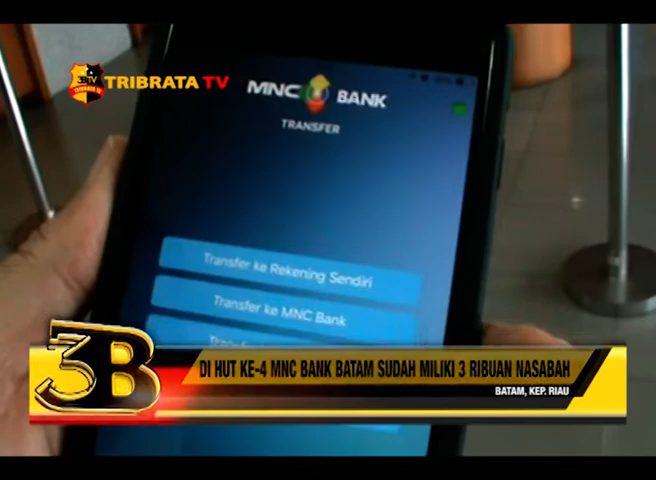 TRIBRATA TV
MNC BANK
TRANSFER
Transfer ke Rekening Sendiri
Transfer ke MNC Bank
3B
DI HUT KE-4 MNC BANK BATAM SUDAH MILIKI 3 RIBUAN NASABAH
BATAM, KEP. RIAU